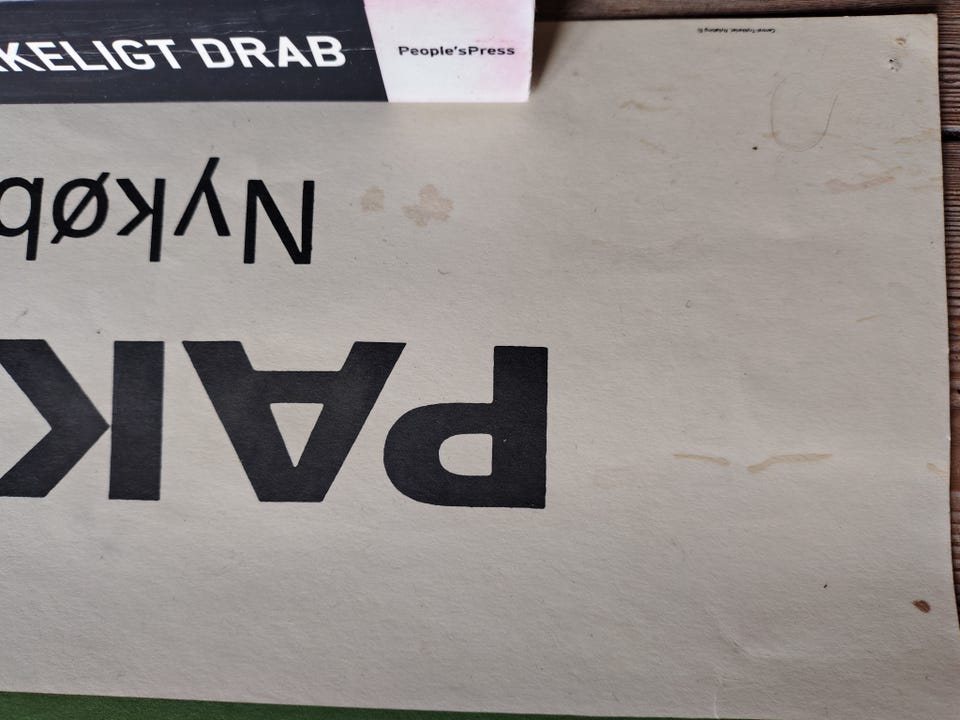 KELIGT DRAB
People'sPress
Nykøb
PAK